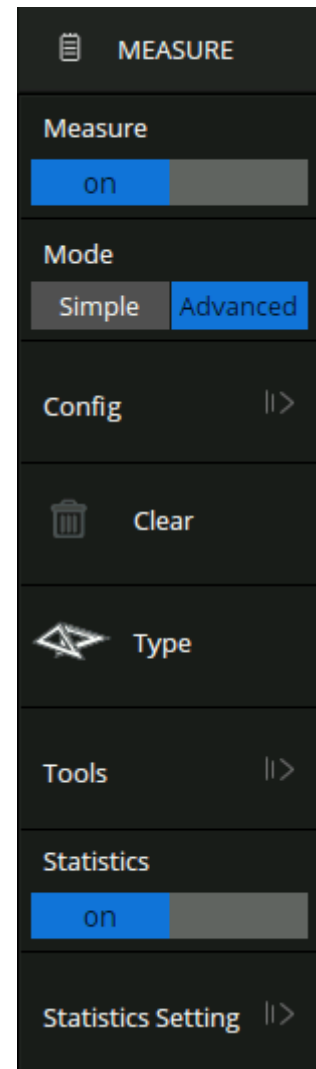 MEASURE
Measure
on
Mode
Simple Advanced
Config
Clear
Type
Tools
Statistics
on
Statistics Setting